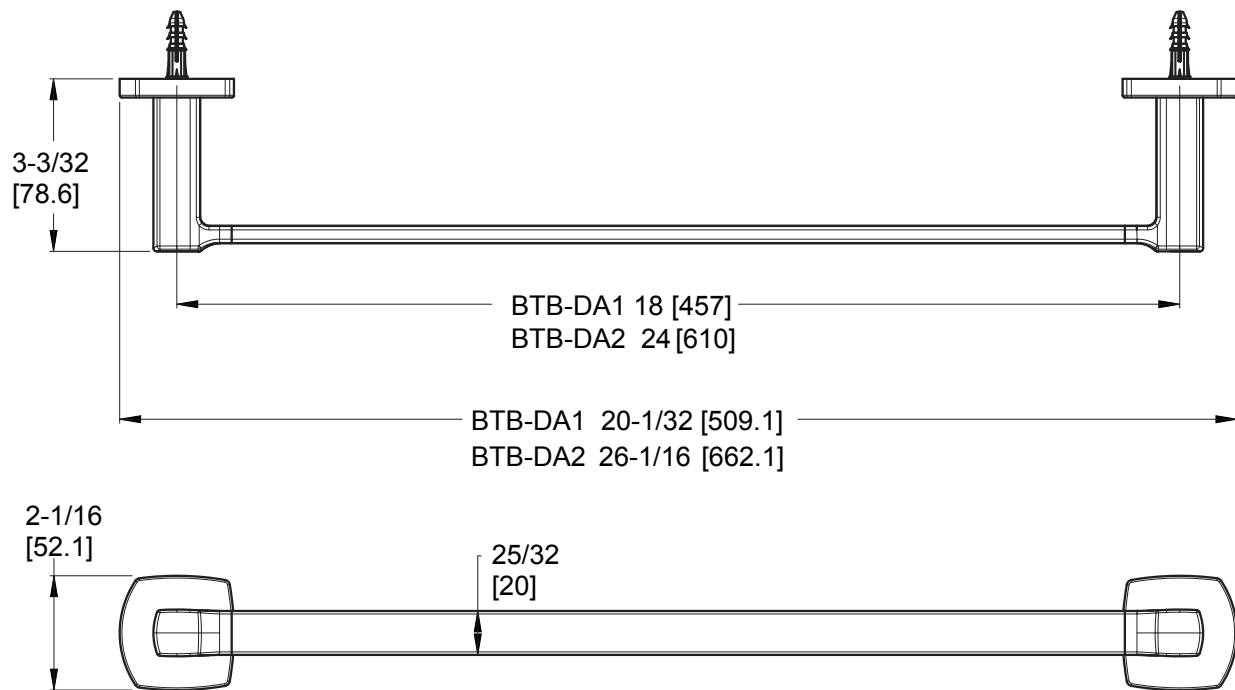 3-3/32
[78.6]
BTB-DA1 18 [457]
BTB-DA2 24 [610]
BTB-DA1 20-1/32 [509.1]
BTB-DA2 26-1/16 [662.1]
2-1/16
[52.1]
25/32
[20]